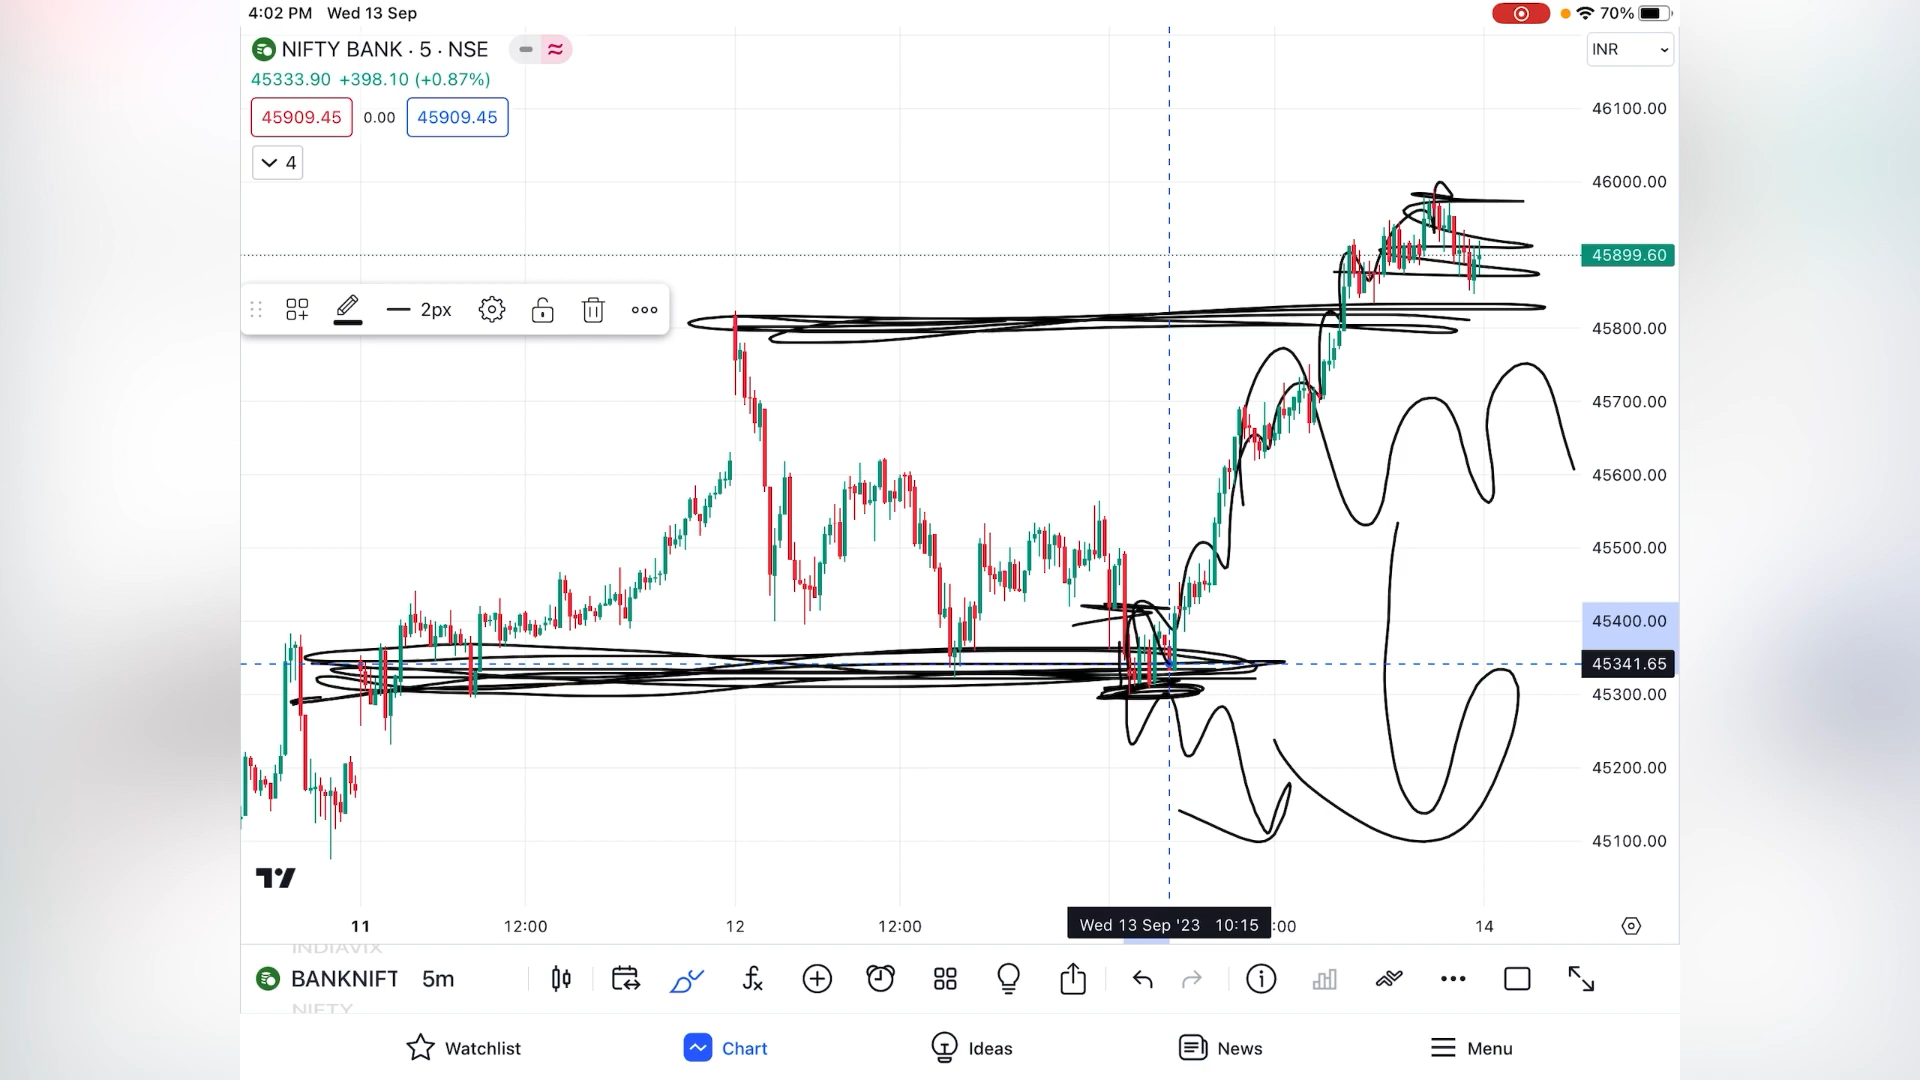 4:02 PM Wed 13 Sep
70%
NIFTY BANK · 5 · NSE
INR
45333.90 +398.10 (+0.87%)
45909.45 0.00 45909.45
4
46100.00
46000.00
45899.60
2px
45800.00
45700.00
45600.00
45500.00
45400.00
45341.65
45300.00
45200.00
45100.00
11 12:00 12 12:00 Wed 13 Sep '23 10:15 :00 14
INDIAVIX
BANKNIFT 5m
NIFTY
Watchlist Chart Ideas News Menu